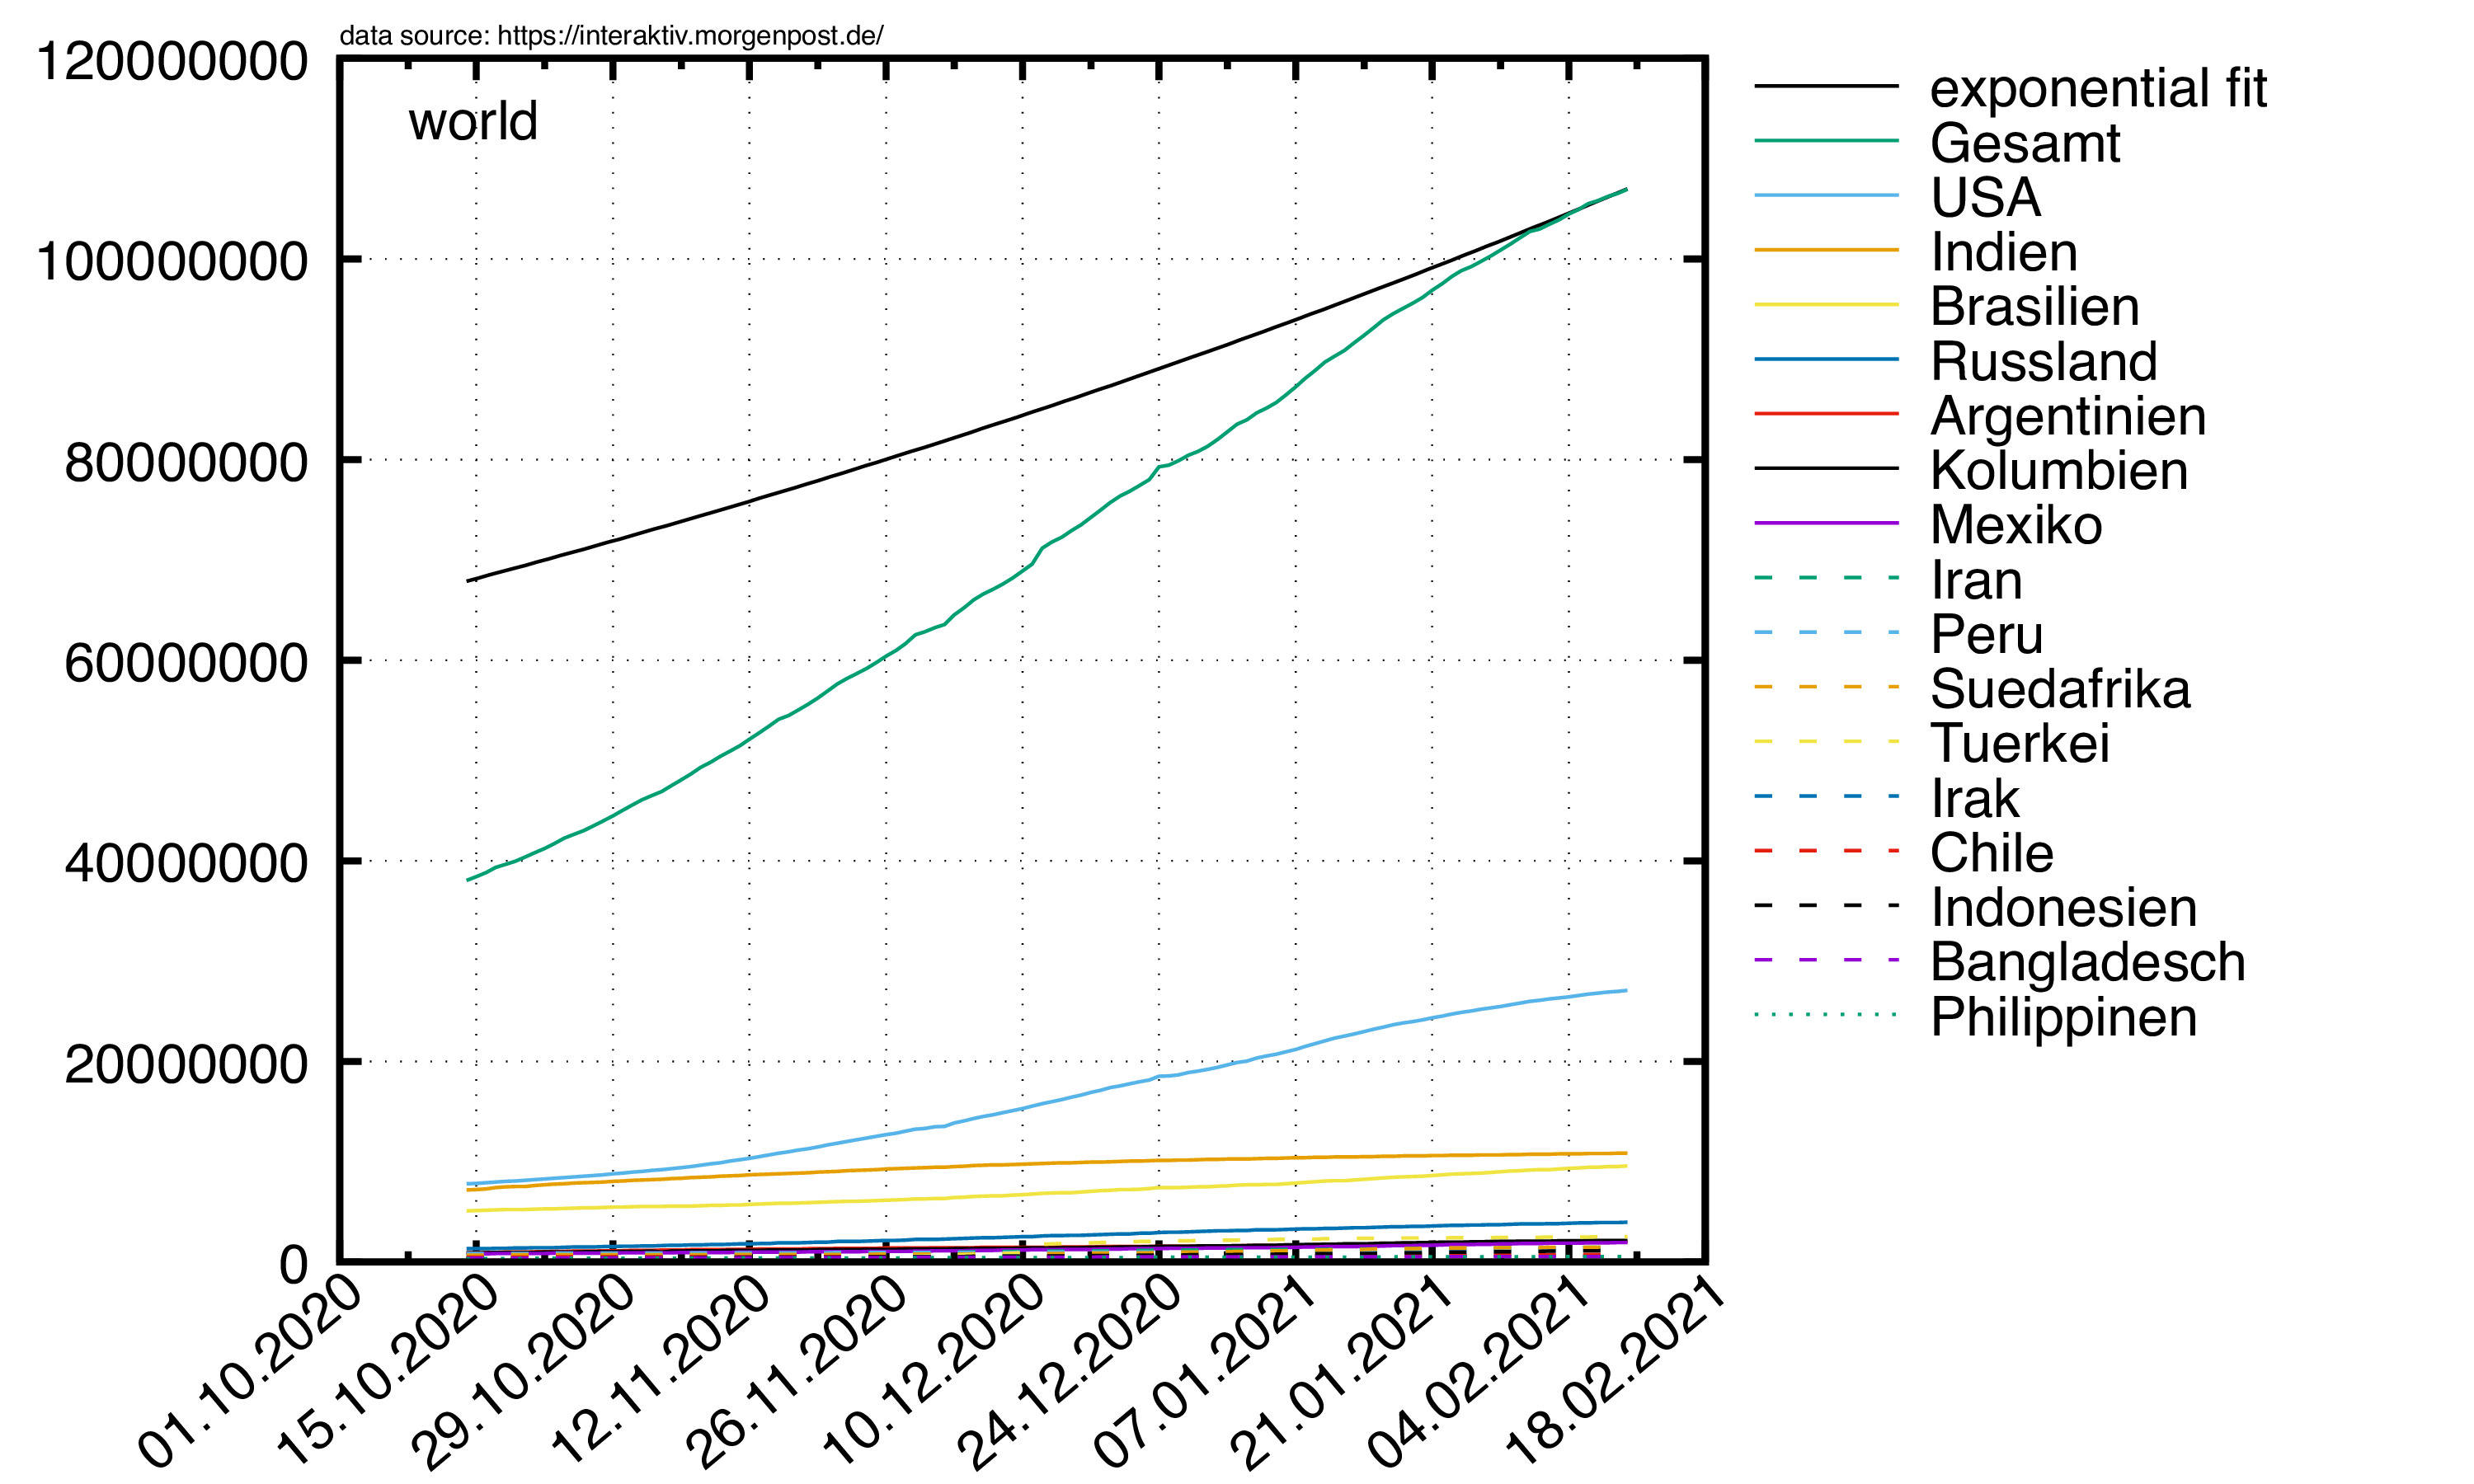 data source: https://interaktiv.morgenpost.de/
120000000
100000000
80000000
60000000
40000000
20000000
0
world
01.10.2020
15.10.2020
29.10.2020
12.11.2020
26.11.2020
10.12.2020
24.12.2020
07.01.2021
21.01.2021
04.02.2021
18.02.2021
exponential fit
Gesamt
USA
Indien
Brasilien
Russland
Argentinien
Kolumbien
Mexiko
Iran
Peru
Suedafrika
Tuerkei
Irak
Chile
Indonesien
Bangladesch
Philippinen